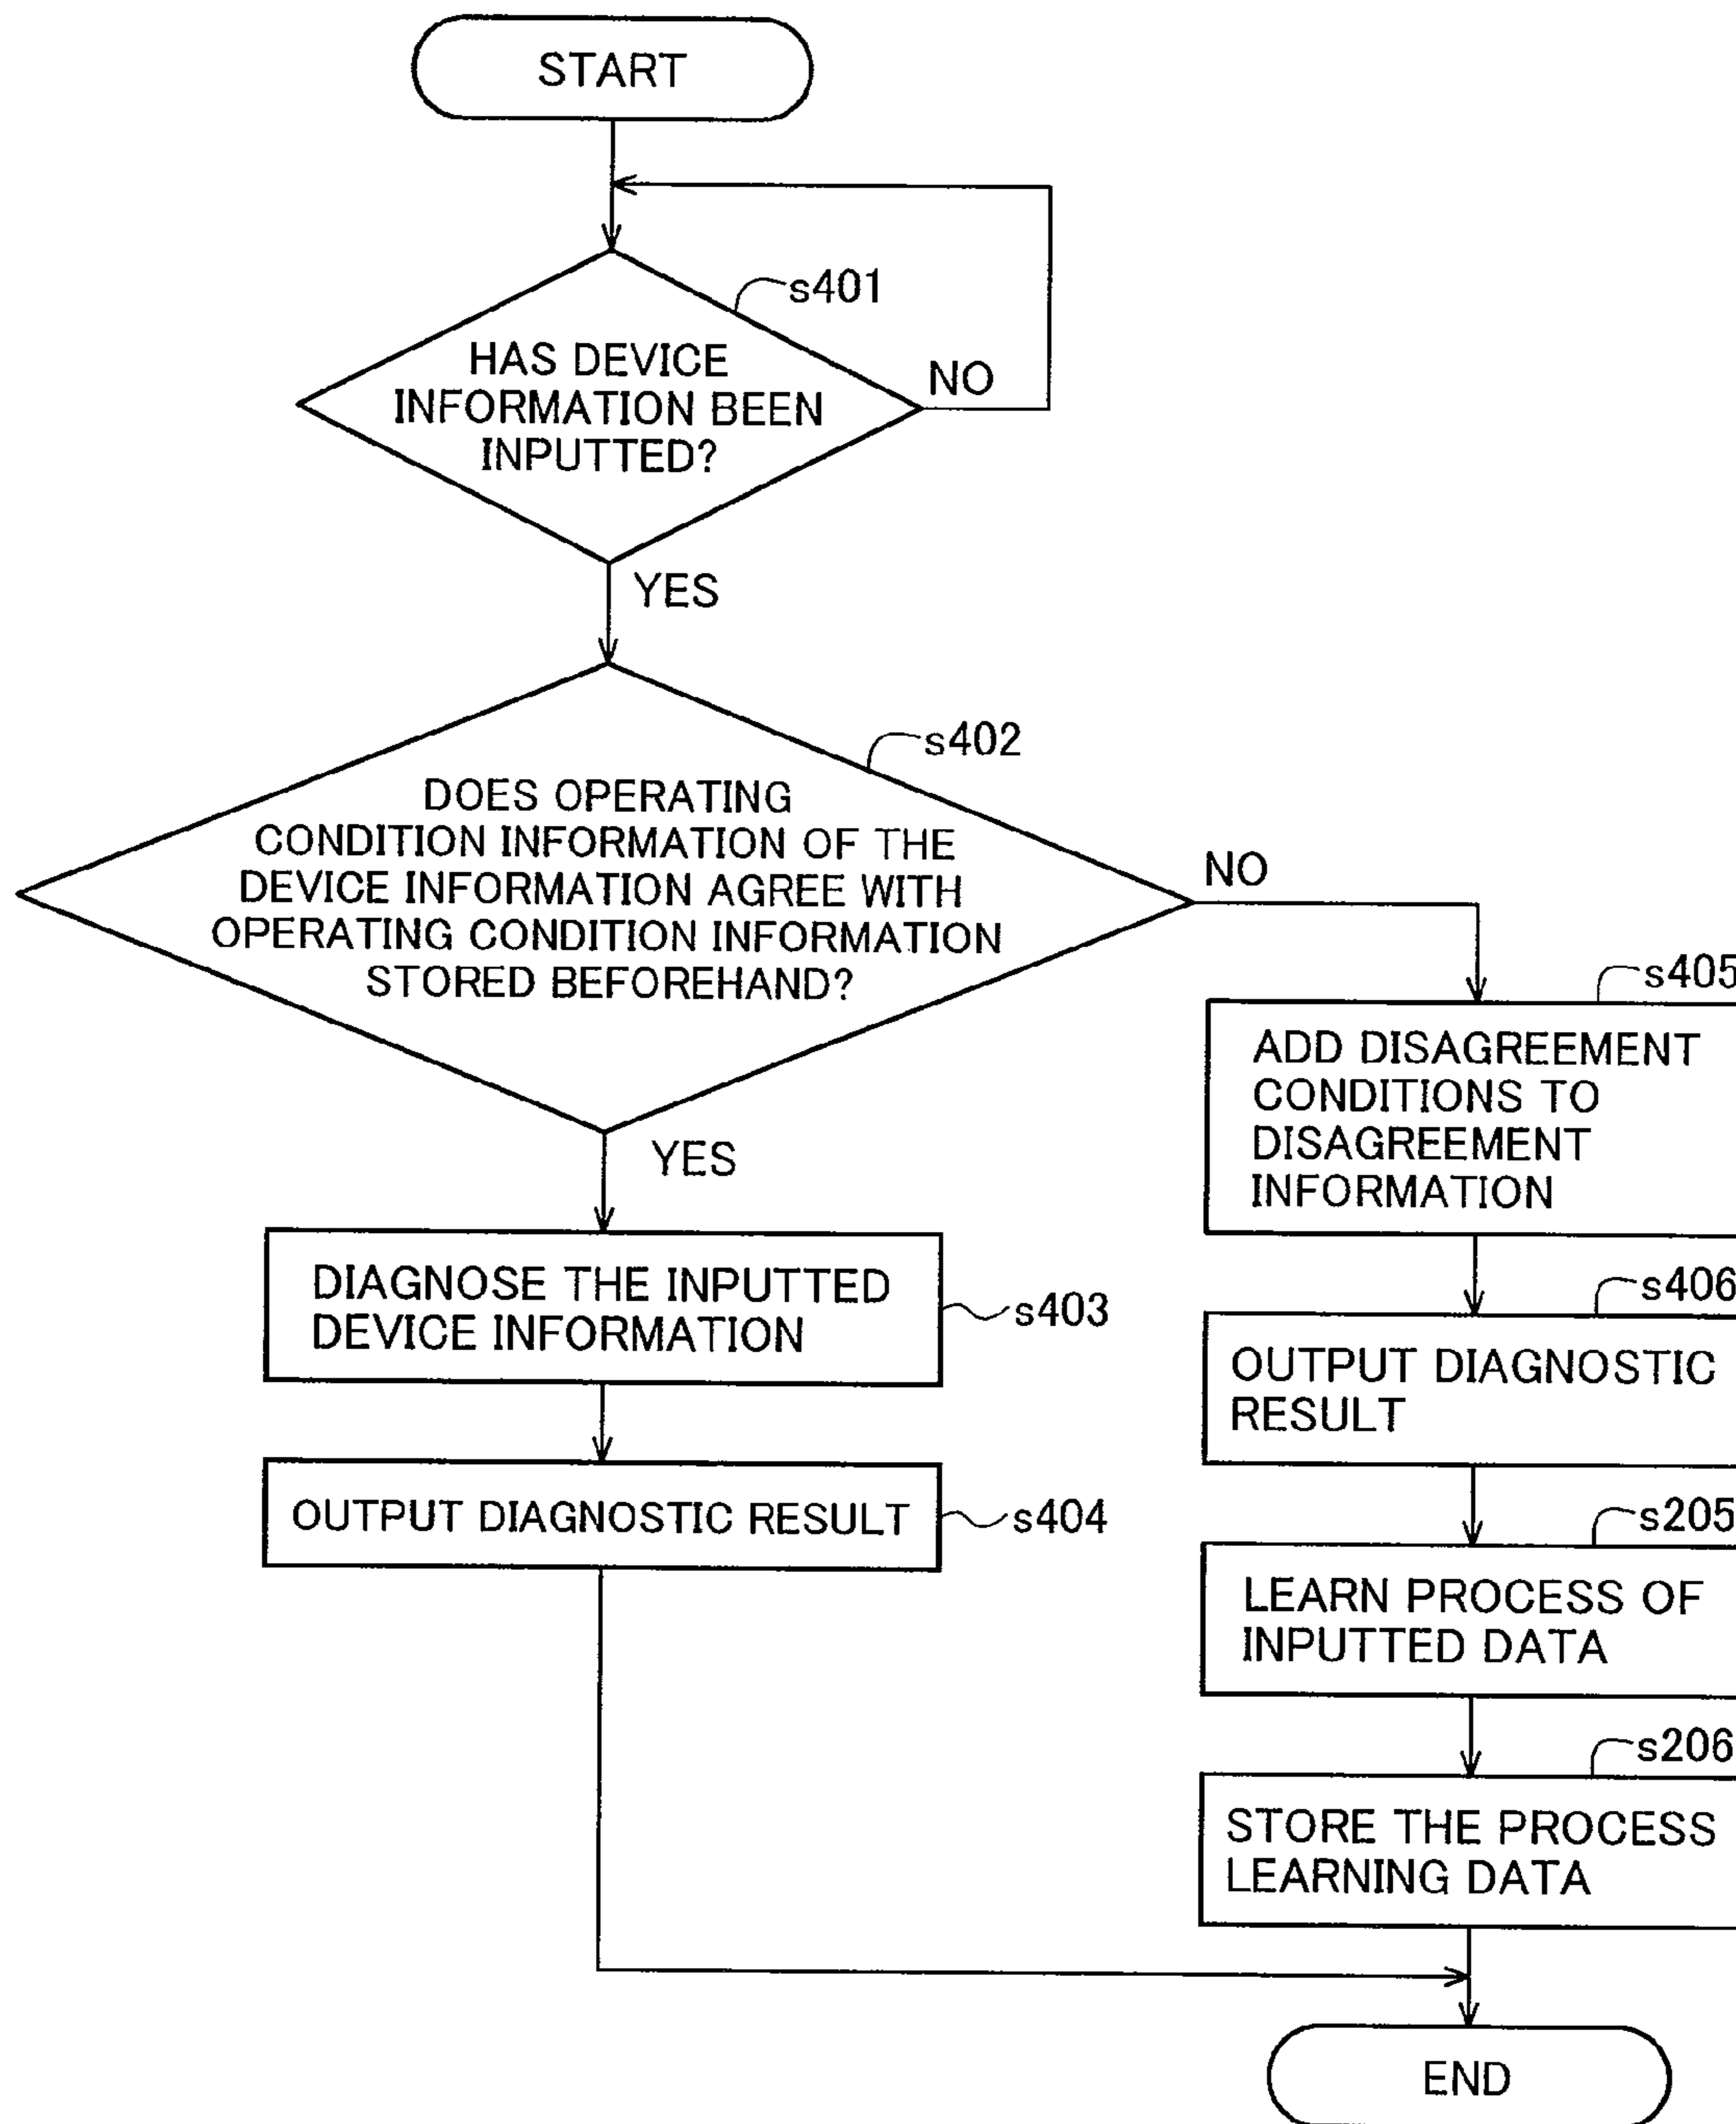 START
s401
HAS DEVICE
INFORMATION BEEN
INPUTTED?
NO
YES
s402
DOES OPERATING
CONDITION INFORMATION OF THE
DEVICE INFORMATION AGREE WITH
OPERATING CONDITION INFORMATION
STORED BEFOREHAND?
NO
YES
DIAGNOSE THE INPUTTED
DEVICE INFORMATION
s403
OUTPUT DIAGNOSTIC RESULT
s404
s405
ADD DISAGREEMENT
CONDITIONS TO
DISAGREEMENT
INFORMATION
s406
OUTPUT DIAGNOSTIC
RESULT
s205
LEARN PROCESS OF
INPUTTED DATA
s206
STORE THE PROCESS
LEARNING DATA
END